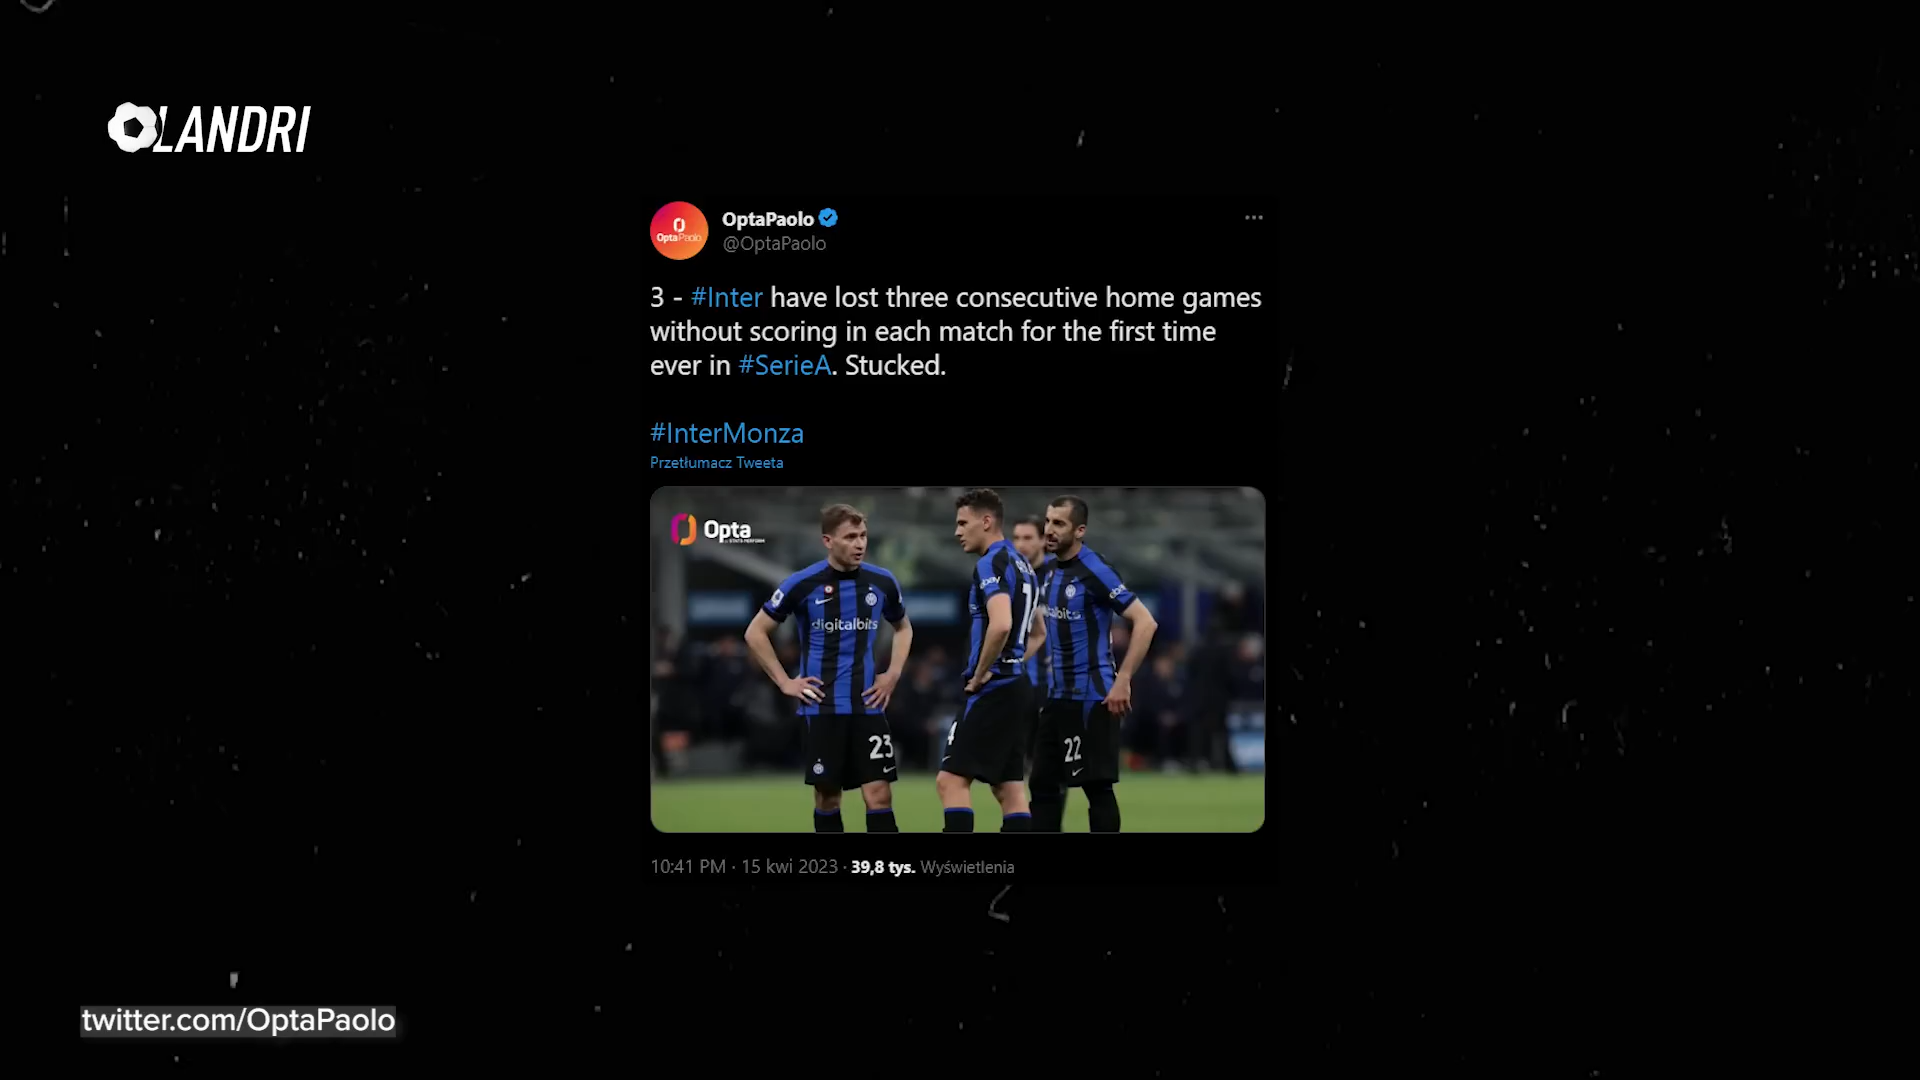 LANDRI
OptaPaolo
@OptaPaolo
3 - #Inter have lost three consecutive home games
without scoring in each match for the first time
ever in #SerieA. Stucked.
#InterMonza
Przetłumacz Tweeta
Opta
digitalbits
ebay
23
22
10:41 PM · 15 kwi 2023 · 39,8 tys. Wyświetlenia
twitter.com/OptaPaolo